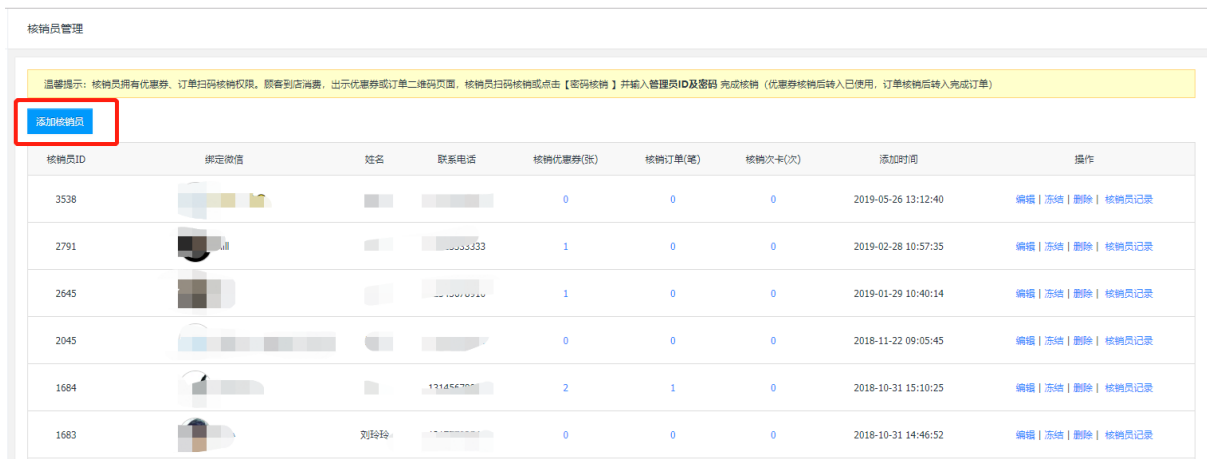 核销员管理
温馨提示：核销员拥有优惠券、订单扫码核销权限。顾客到店消费，出示优惠券或订单二维码页面，核销员扫码核销或点击【密码核销 】并输入管理员ID及密码 完成核销（优惠券核销后转入已使用，订单核销后转入完成订单）
添加核销员
核销员ID 绑定微信 姓名 联系电话 核销优惠券(张) 核销订单(笔) 核销次卡(次) 添加时间 操作
3538 0 0 0 2019-05-26 13:12:40 编辑 | 冻结 | 删除 | 核销员记录
2791 1 0 0 2019-02-28 10:57:35 编辑 | 冻结 | 删除 | 核销员记录
2645 1 0 0 2019-01-29 10:40:14 编辑 | 冻结 | 删除 | 核销员记录
2045 0 0 0 2018-11-22 09:05:45 编辑 | 冻结 | 删除 | 核销员记录
1684 2 1 0 2018-10-31 15:10:25 编辑 | 冻结 | 删除 | 核销员记录
1683 刘玲玲 0 0 0 2018-10-31 14:46:52 编辑 | 冻结 | 删除 | 核销员记录